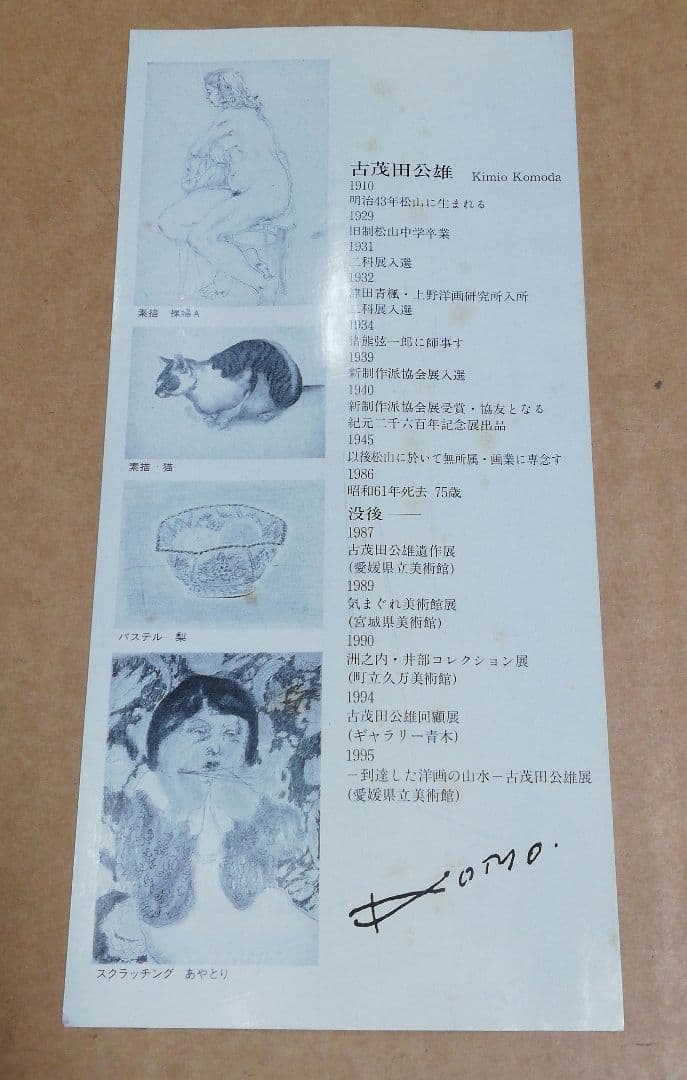 古茂田公雄 Kimio Komoda
1910
明治43年松山に生まれる
1929
旧制松山中学卒業
1931
二科展入選
1932
津田青楓・上野洋画研究所入所
二科展入選
1934
猪熊弦一郎に師事す
1939
新制作派協会展入選
1940
新制作派協会展受賞・協友となる
紀元二千六百年記念展出品
1945
以後松山に於いて無所属・画業に専念す
1986
昭和61年死去 75歳
没後——
1987
古茂田公雄遺作展
(愛媛県立美術館)
1989
気まぐれ美術館展
(宮城県美術館)
1990
洲之内・井部コレクション展
(町立久万美術館)
1994
古茂田公雄回顧展
(ギャラリー青木)
1995
−到達した洋画の山水−古茂田公雄展
(愛媛県立美術館)
Komo.
素描 裸婦A
素描 猫
パステル 梨
スクラッチング あやとり